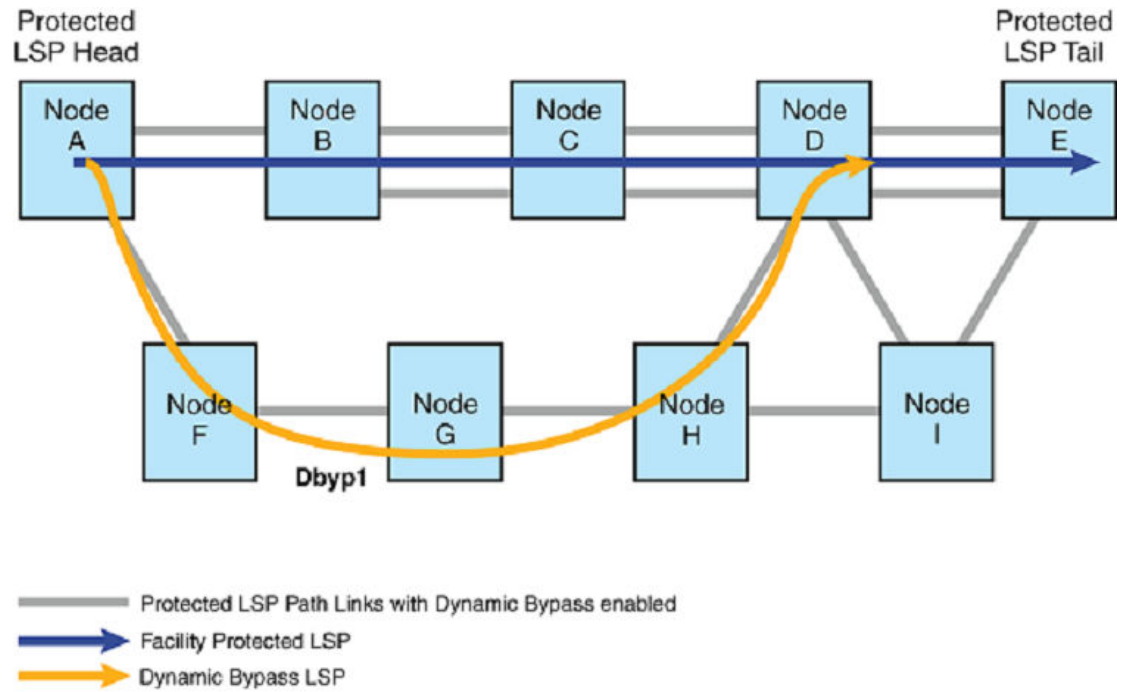 Protected
LSP Head
Protected
LSP Tail
Node
A
Node
B
Node
C
Node
D
Node
E
Node
F
Node
G
Node
H
Node
I
Dbyp1
Protected LSP Path Links with Dynamic Bypass enabled
Facility Protected LSP
Dynamic Bypass LSP